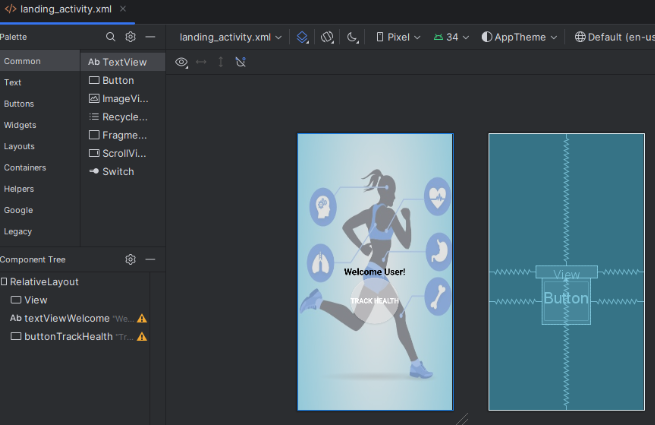 landing_activity.xml
Palette
landing_activity.xml
Pixel
34
AppTheme
Default (en-us
Common
Text
Buttons
Widgets
Layouts
Containers
Helpers
Google
Legacy
Ab TextView
Button
ImageVi...
Recycle...
Fragme...
ScrollVi...
Switch
Component Tree
RelativeLayout
View
Ab textViewWelcome "We...
buttonTrackHealth "Tr...
Welcome User!
TRACK HEALTH
View
Button